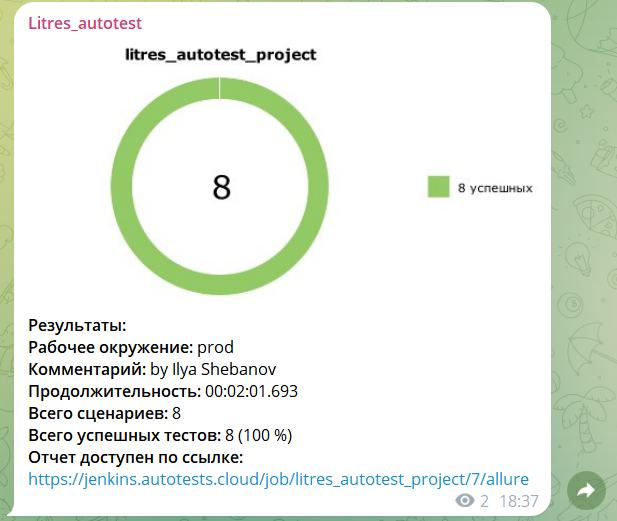 Litres_autotest
litres_autotest_project
8
8 успешных
Результаты:
Рабочее окружение: prod
Комментарий: by Ilya Shebanov
Продолжительность: 00:02:01.693
Всего сценариев: 8
Всего успешных тестов: 8 (100 %)
Отчет доступен по ссылке:
https://jenkins.autotests.cloud/job/litres_autotest_project/7/allure
2 18:37